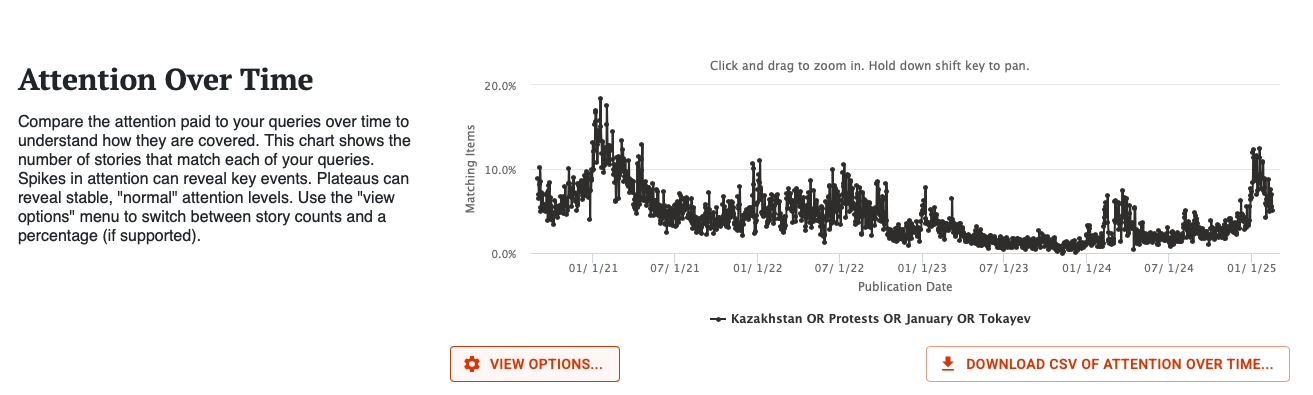 Attention Over Time
Compare the attention paid to your queries over time to
understand how they are covered. This chart shows the
number of stories that match each of your queries.
Spikes in attention can reveal key events. Plateaus can
reveal stable, "normal" attention levels. Use the "view
options" menu to switch between story counts and a
percentage (if supported).
Click and drag to zoom in. Hold down shift key to pan.
Matching Items
20.0%
10.0%
0.0%
01/ 1/21
07/ 1/21
01/ 1/22
07/ 1/22
01/ 1/23
07/ 1/23
01/ 1/24
07/ 1/24
01/ 1/25
Publication Date
Kazakhstan OR Protests OR January OR Tokayev
VIEW OPTIONS...
DOWNLOAD CSV OF ATTENTION OVER TIME...